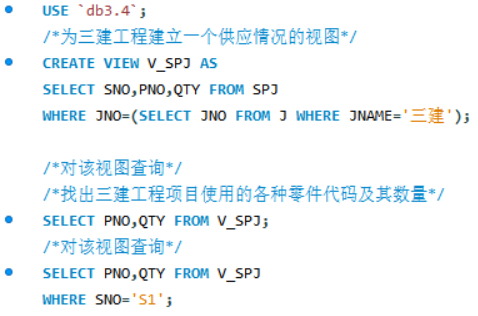 USE `db3.4`;
/*为三建工程建立一个供应情况的视图*/
CREATE VIEW V_SPJ AS
SELECT SNO,PNO,QTY FROM SPJ
WHERE JNO=(SELECT JNO FROM J WHERE JNAME='三建');
/*对该视图查询*/
/*找出三建工程项目使用的各种零件代码及其数量*/
SELECT PNO,QTY FROM V_SPJ;
/*对该视图查询*/
SELECT PNO,QTY FROM V_SPJ
WHERE SNO='S1';